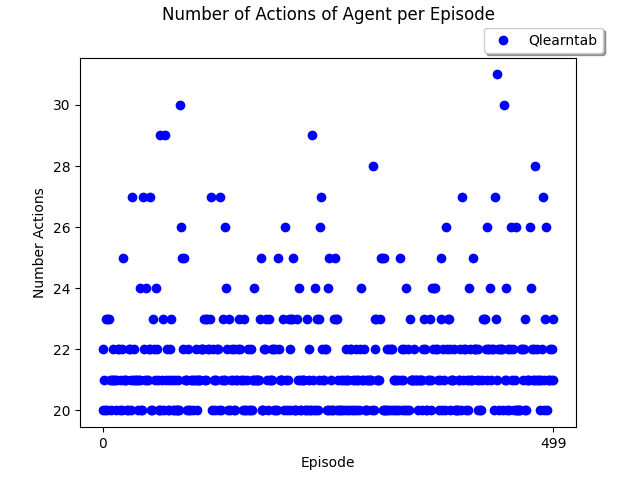 Number of Actions of Agent per Episode
Qlearntab
30
28
26
24
22
20
Number Actions
0
499
Episode